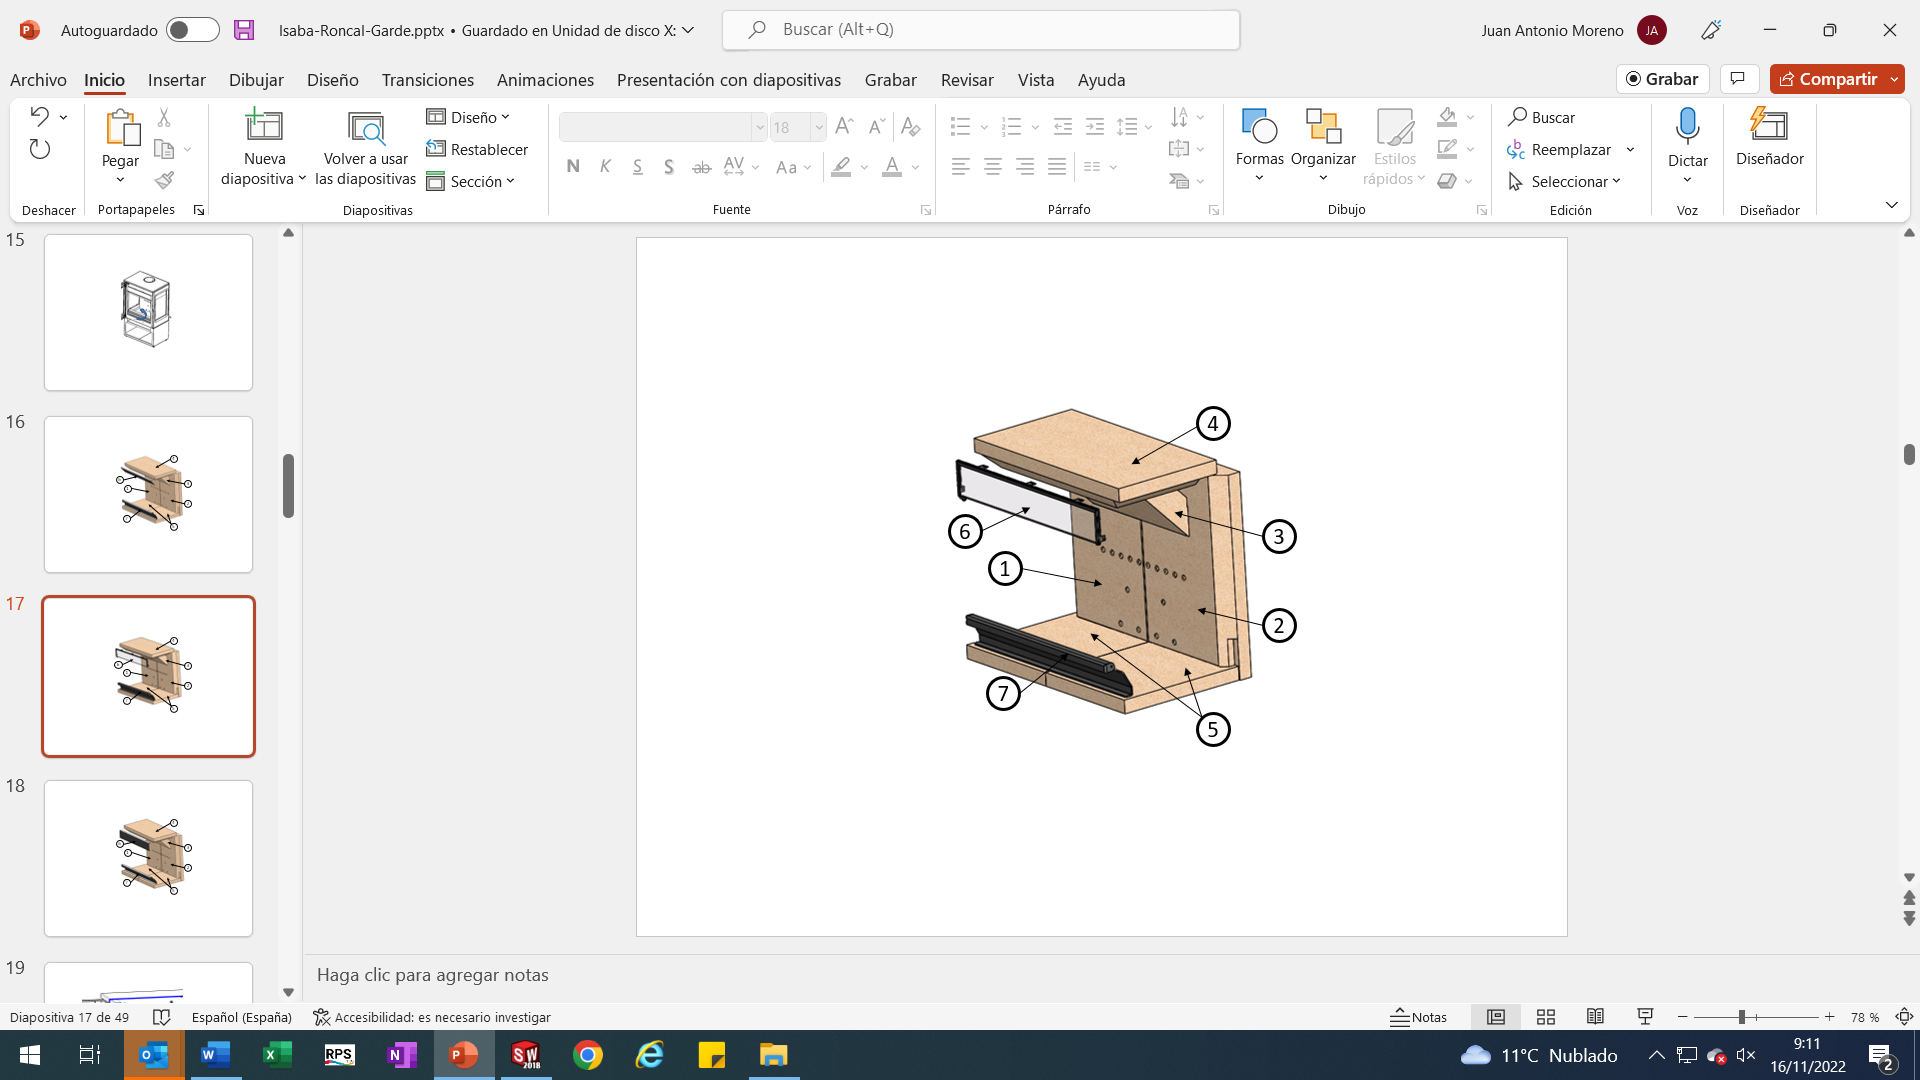 Autoguardado
Isaba-Roncal-Garde.pptx • Guardado en Unidad de disco X:
Buscar (Alt+Q)
Juan Antonio Moreno
JA
Archivo
Inicio
Insertar
Dibujar
Diseño
Transiciones
Animaciones
Presentación con diapositivas
Grabar
Revisar
Vista
Ayuda
Grabar
Compartir
Deshacer
Pegar
Portapapeles
Nueva
diapositiva
Volver a usar
las diapositivas
Diseño
Restablecer
Sección
Diapositivas
18
N K S S ab AV Aa A
Fuente
Párrafo
Formas
Organizar
Estilos
rápidos
Dibujo
Buscar
Reemplazar
Seleccionar
Edición
Dictar
Voz
Diseñador
Diseñador
15
16
17
18
19
4
6
3
1
2
7
5
Haga clic para agregar notas
Diapositiva 17 de 49
Español (España)
Accesibilidad: es necesario investigar
Notas
78 %
RPS
SW
2018
11°C Nublado
9:11
16/11/2022
2